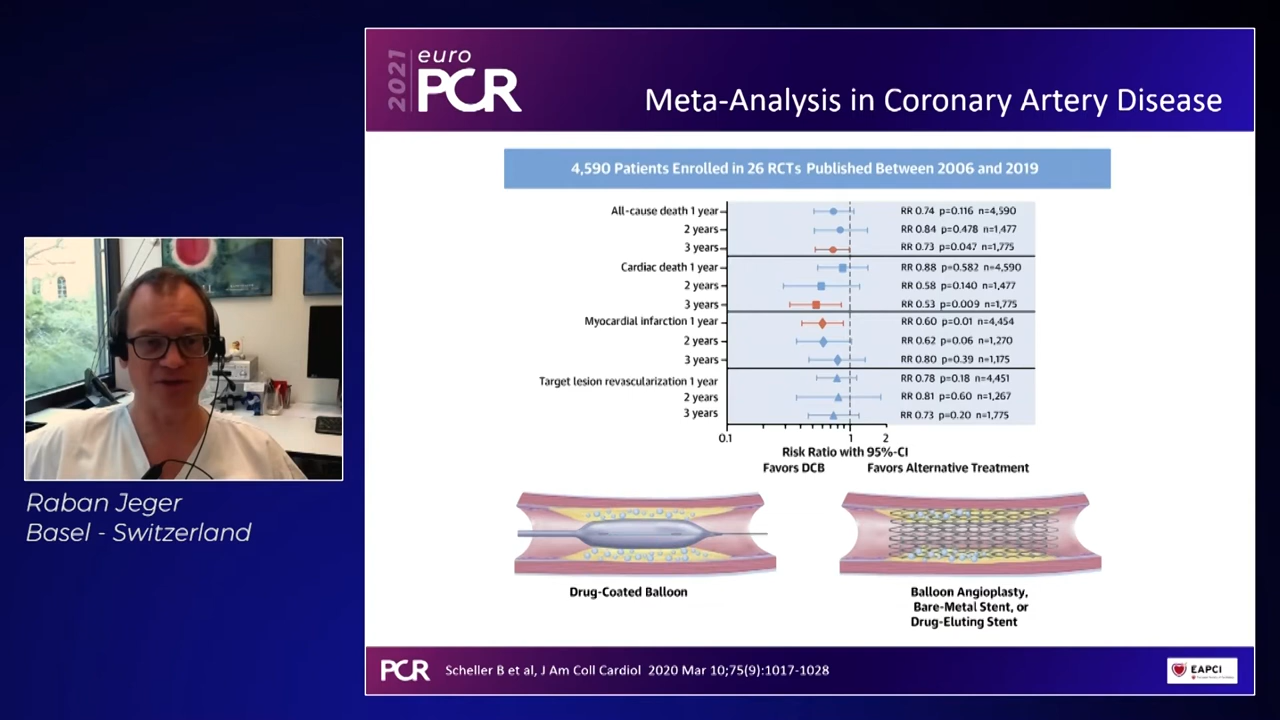 2021
euro
PCR
Meta-Analysis in Coronary Artery Disease
4,590 Patients Enrolled in 26 RCTs Published Between 2006 and 2019
All-cause death 1 year RR 0.74 p=0.116 n=4,590
2 years RR 0.84 p=0.478 n=1,477
3 years RR 0.73 p=0.047 n=1,775
Cardiac death 1 year RR 0.88 p=0.582 n=4,590
2 years RR 0.58 p=0.140 n=1,477
3 years RR 0.53 p=0.009 n=1,775
Myocardial infarction 1 year RR 0.60 p=0.01 n=4,454
2 years RR 0.62 p=0.06 n=1,270
3 years RR 0.80 p=0.39 n=1,175
Target lesion revascularization 1 year RR 0.78 p=0.18 n=4,451
2 years RR 0.81 p=0.60 n=1,267
3 years RR 0.73 p=0.20 n=1,775
0.1 1 2
Risk Ratio with 95%-CI
Favors DCB Favors Alternative Treatment
Drug-Coated Balloon
Balloon Angioplasty,
Bare-Metal Stent, or
Drug-Eluting Stent
Raban Jeger
Basel - Switzerland
PCR Scheller B et al, J Am Coll Cardiol 2020 Mar 10;75(9):1017-1028
EAPCI